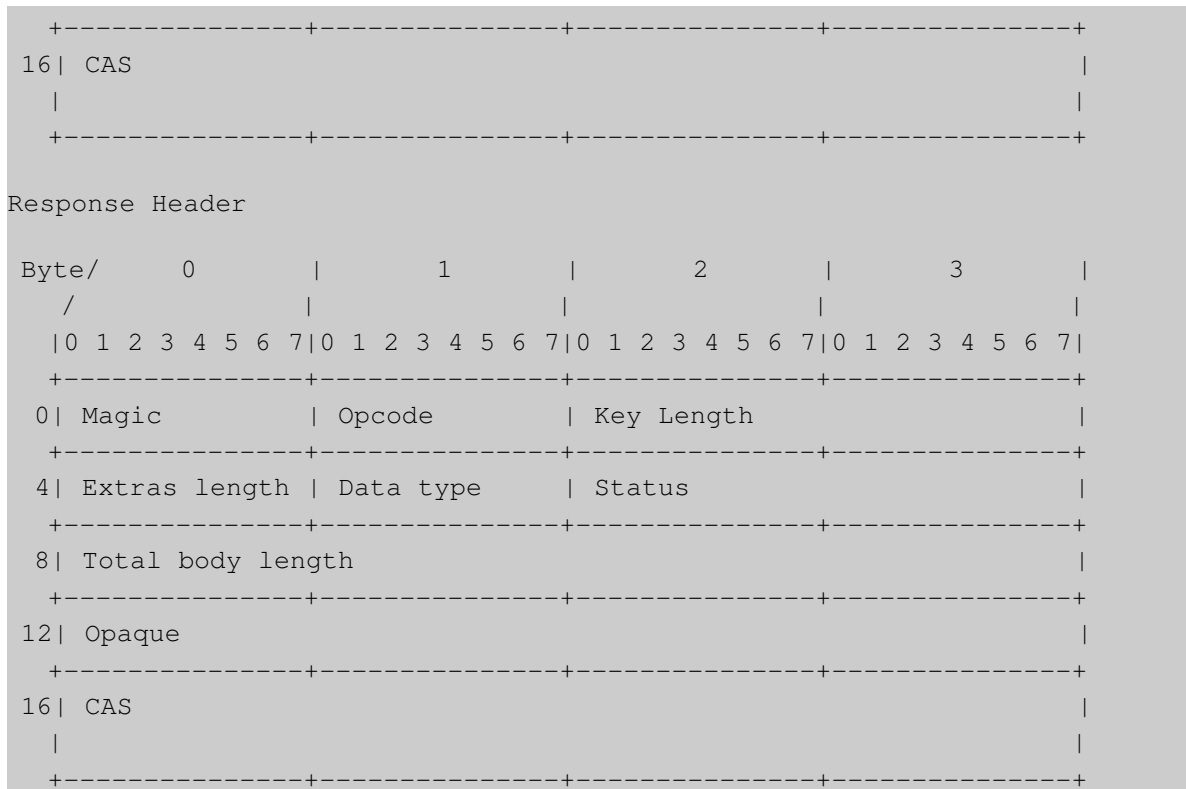 +---------------+---------------+---------------+---------------+
 16| CAS                                                           |
   |                                                               |
   +---------------+---------------+---------------+---------------+
Response Header
 Byte/     0       |       1       |       2       |       3       |
    /              |               |               |               |
   |0 1 2 3 4 5 6 7|0 1 2 3 4 5 6 7|0 1 2 3 4 5 6 7|0 1 2 3 4 5 6 7|
   +---------------+---------------+---------------+---------------+
  0| Magic         | Opcode        | Key Length                    |
   +---------------+---------------+---------------+---------------+
  4| Extras length | Data type     | Status                        |
   +---------------+---------------+---------------+---------------+
  8| Total body length                                             |
   +---------------+---------------+---------------+---------------+
 12| Opaque                                                        |
   +---------------+---------------+---------------+---------------+
 16| CAS                                                           |
   |                                                               |
   +---------------+---------------+---------------+---------------+